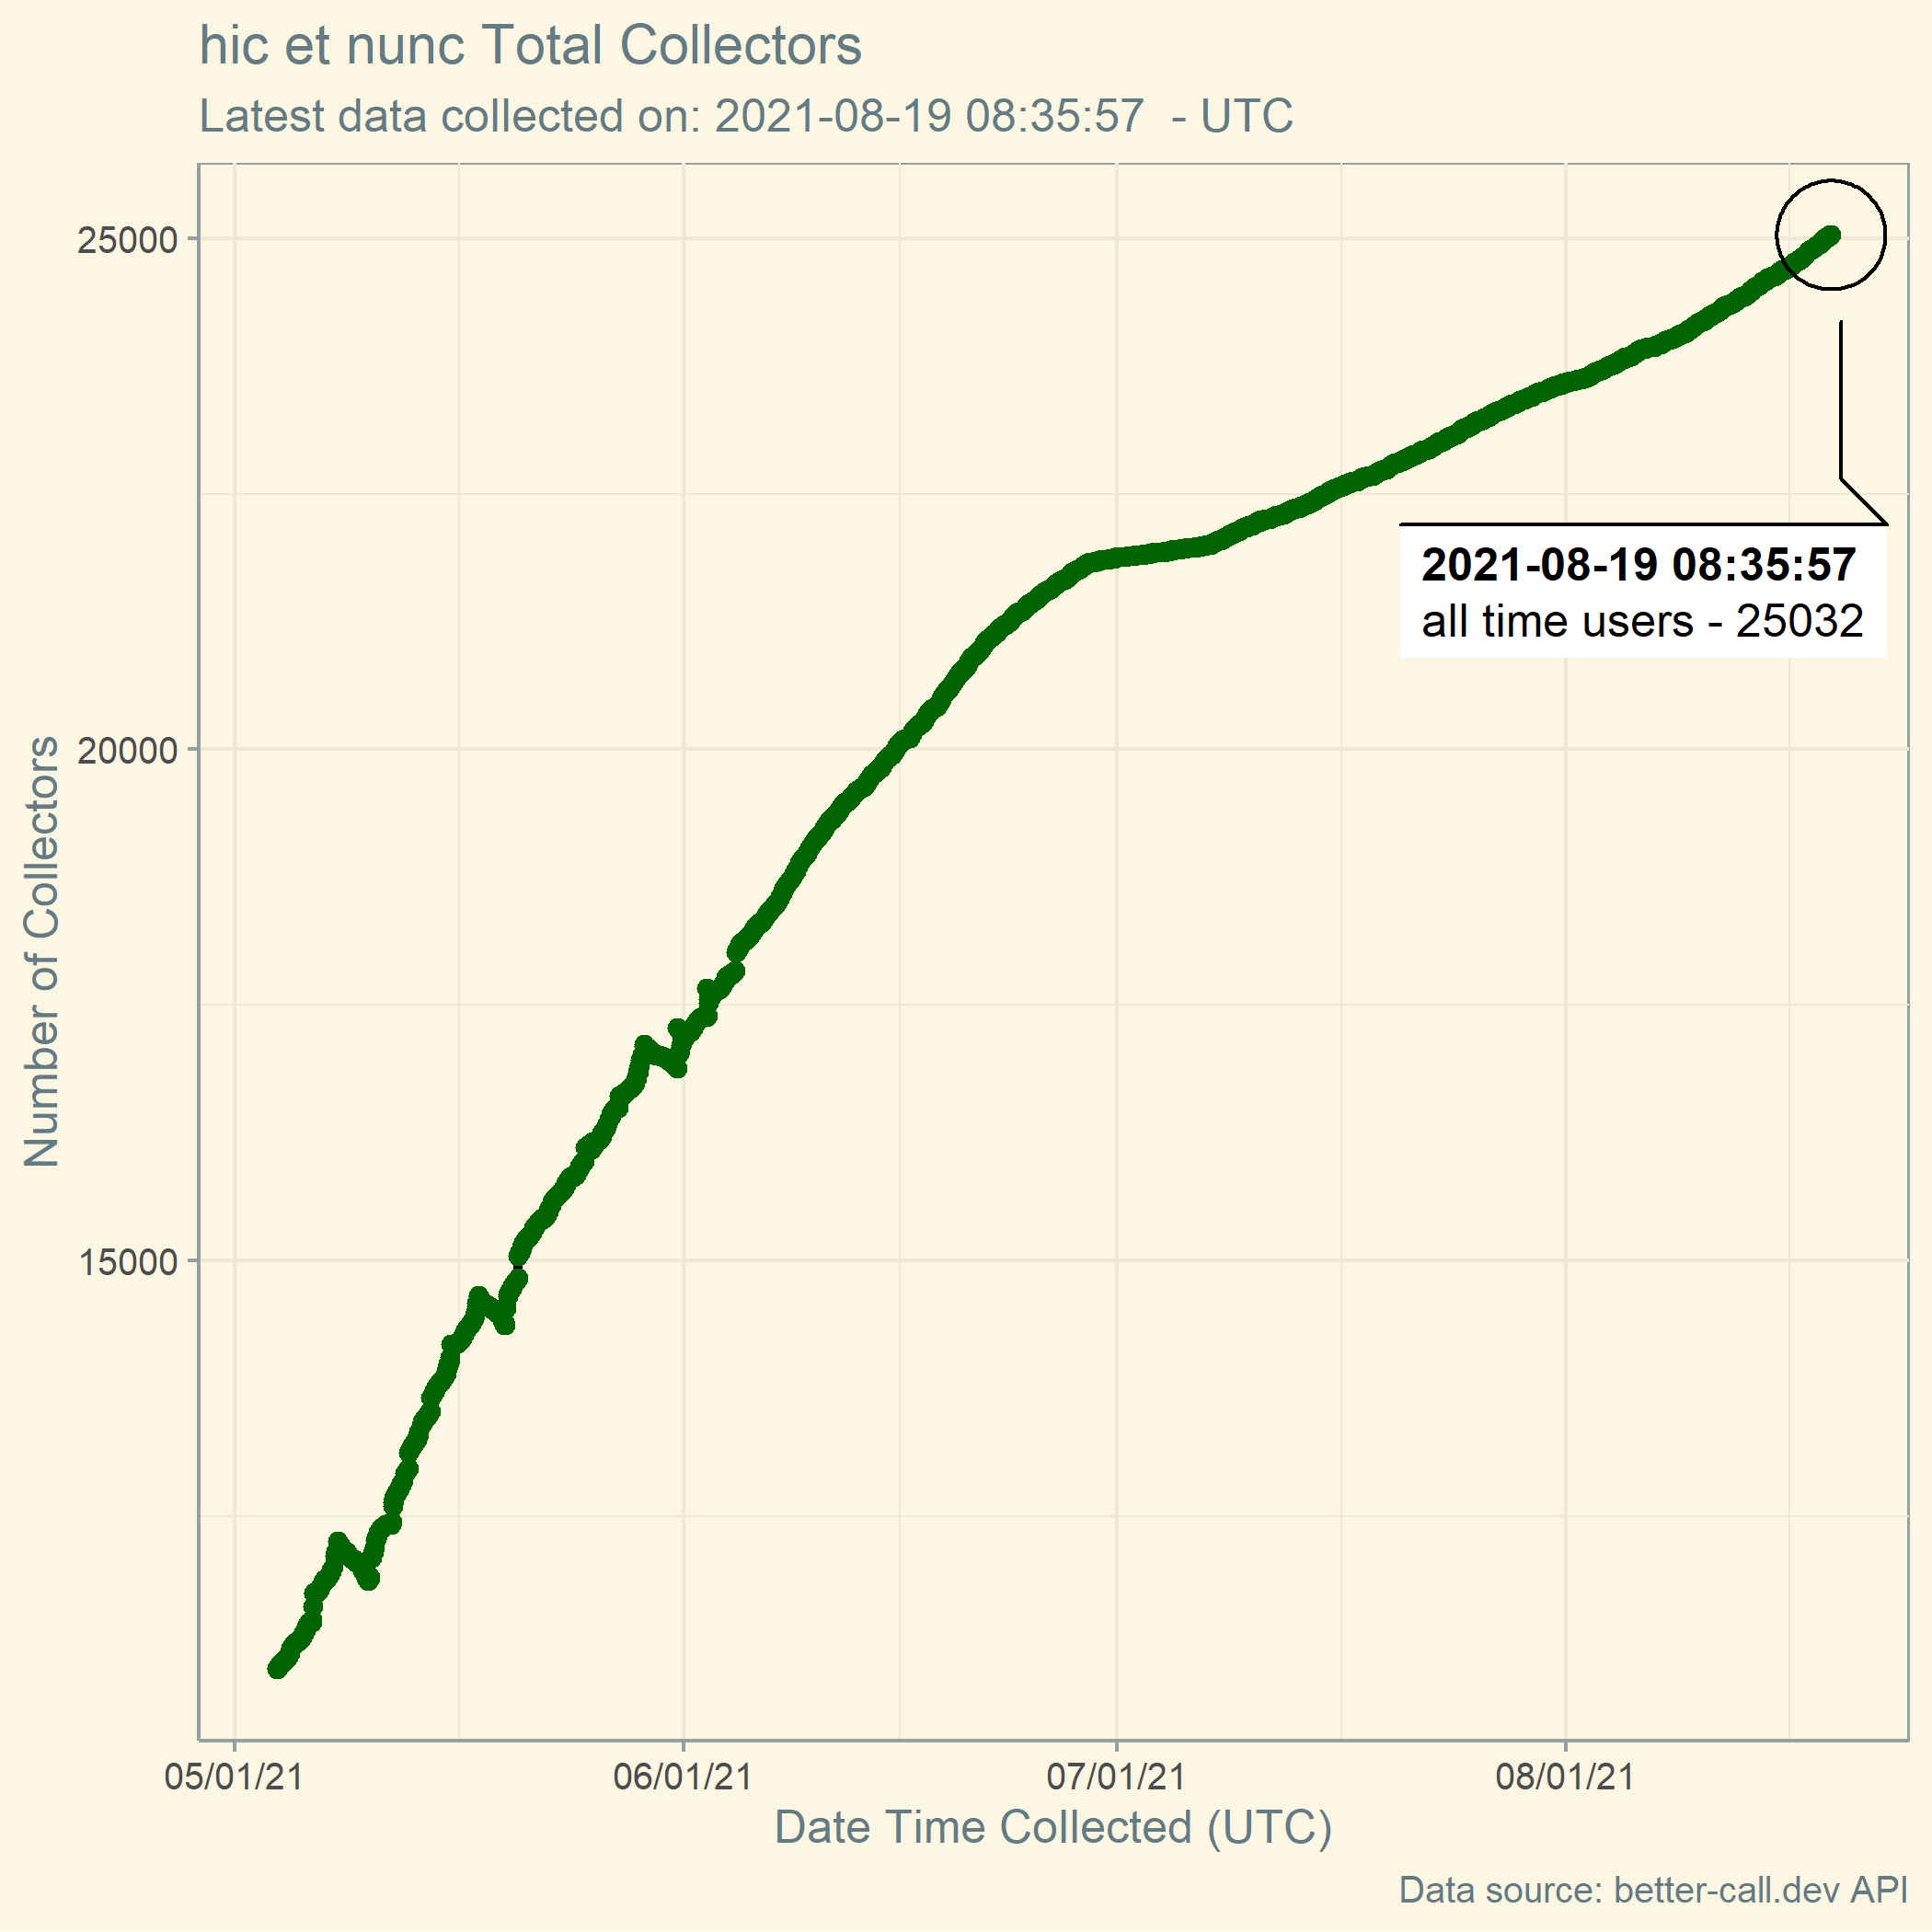 hic et nunc Total Collectors
Latest data collected on: 2021-08-19 08:35:57  - UTC
25000
20000
15000
Number of Collectors
2021-08-19 08:35:57
all time users - 25032
05/01/21
06/01/21
07/01/21
08/01/21
Date Time Collected (UTC)
Data source: better-call.dev API